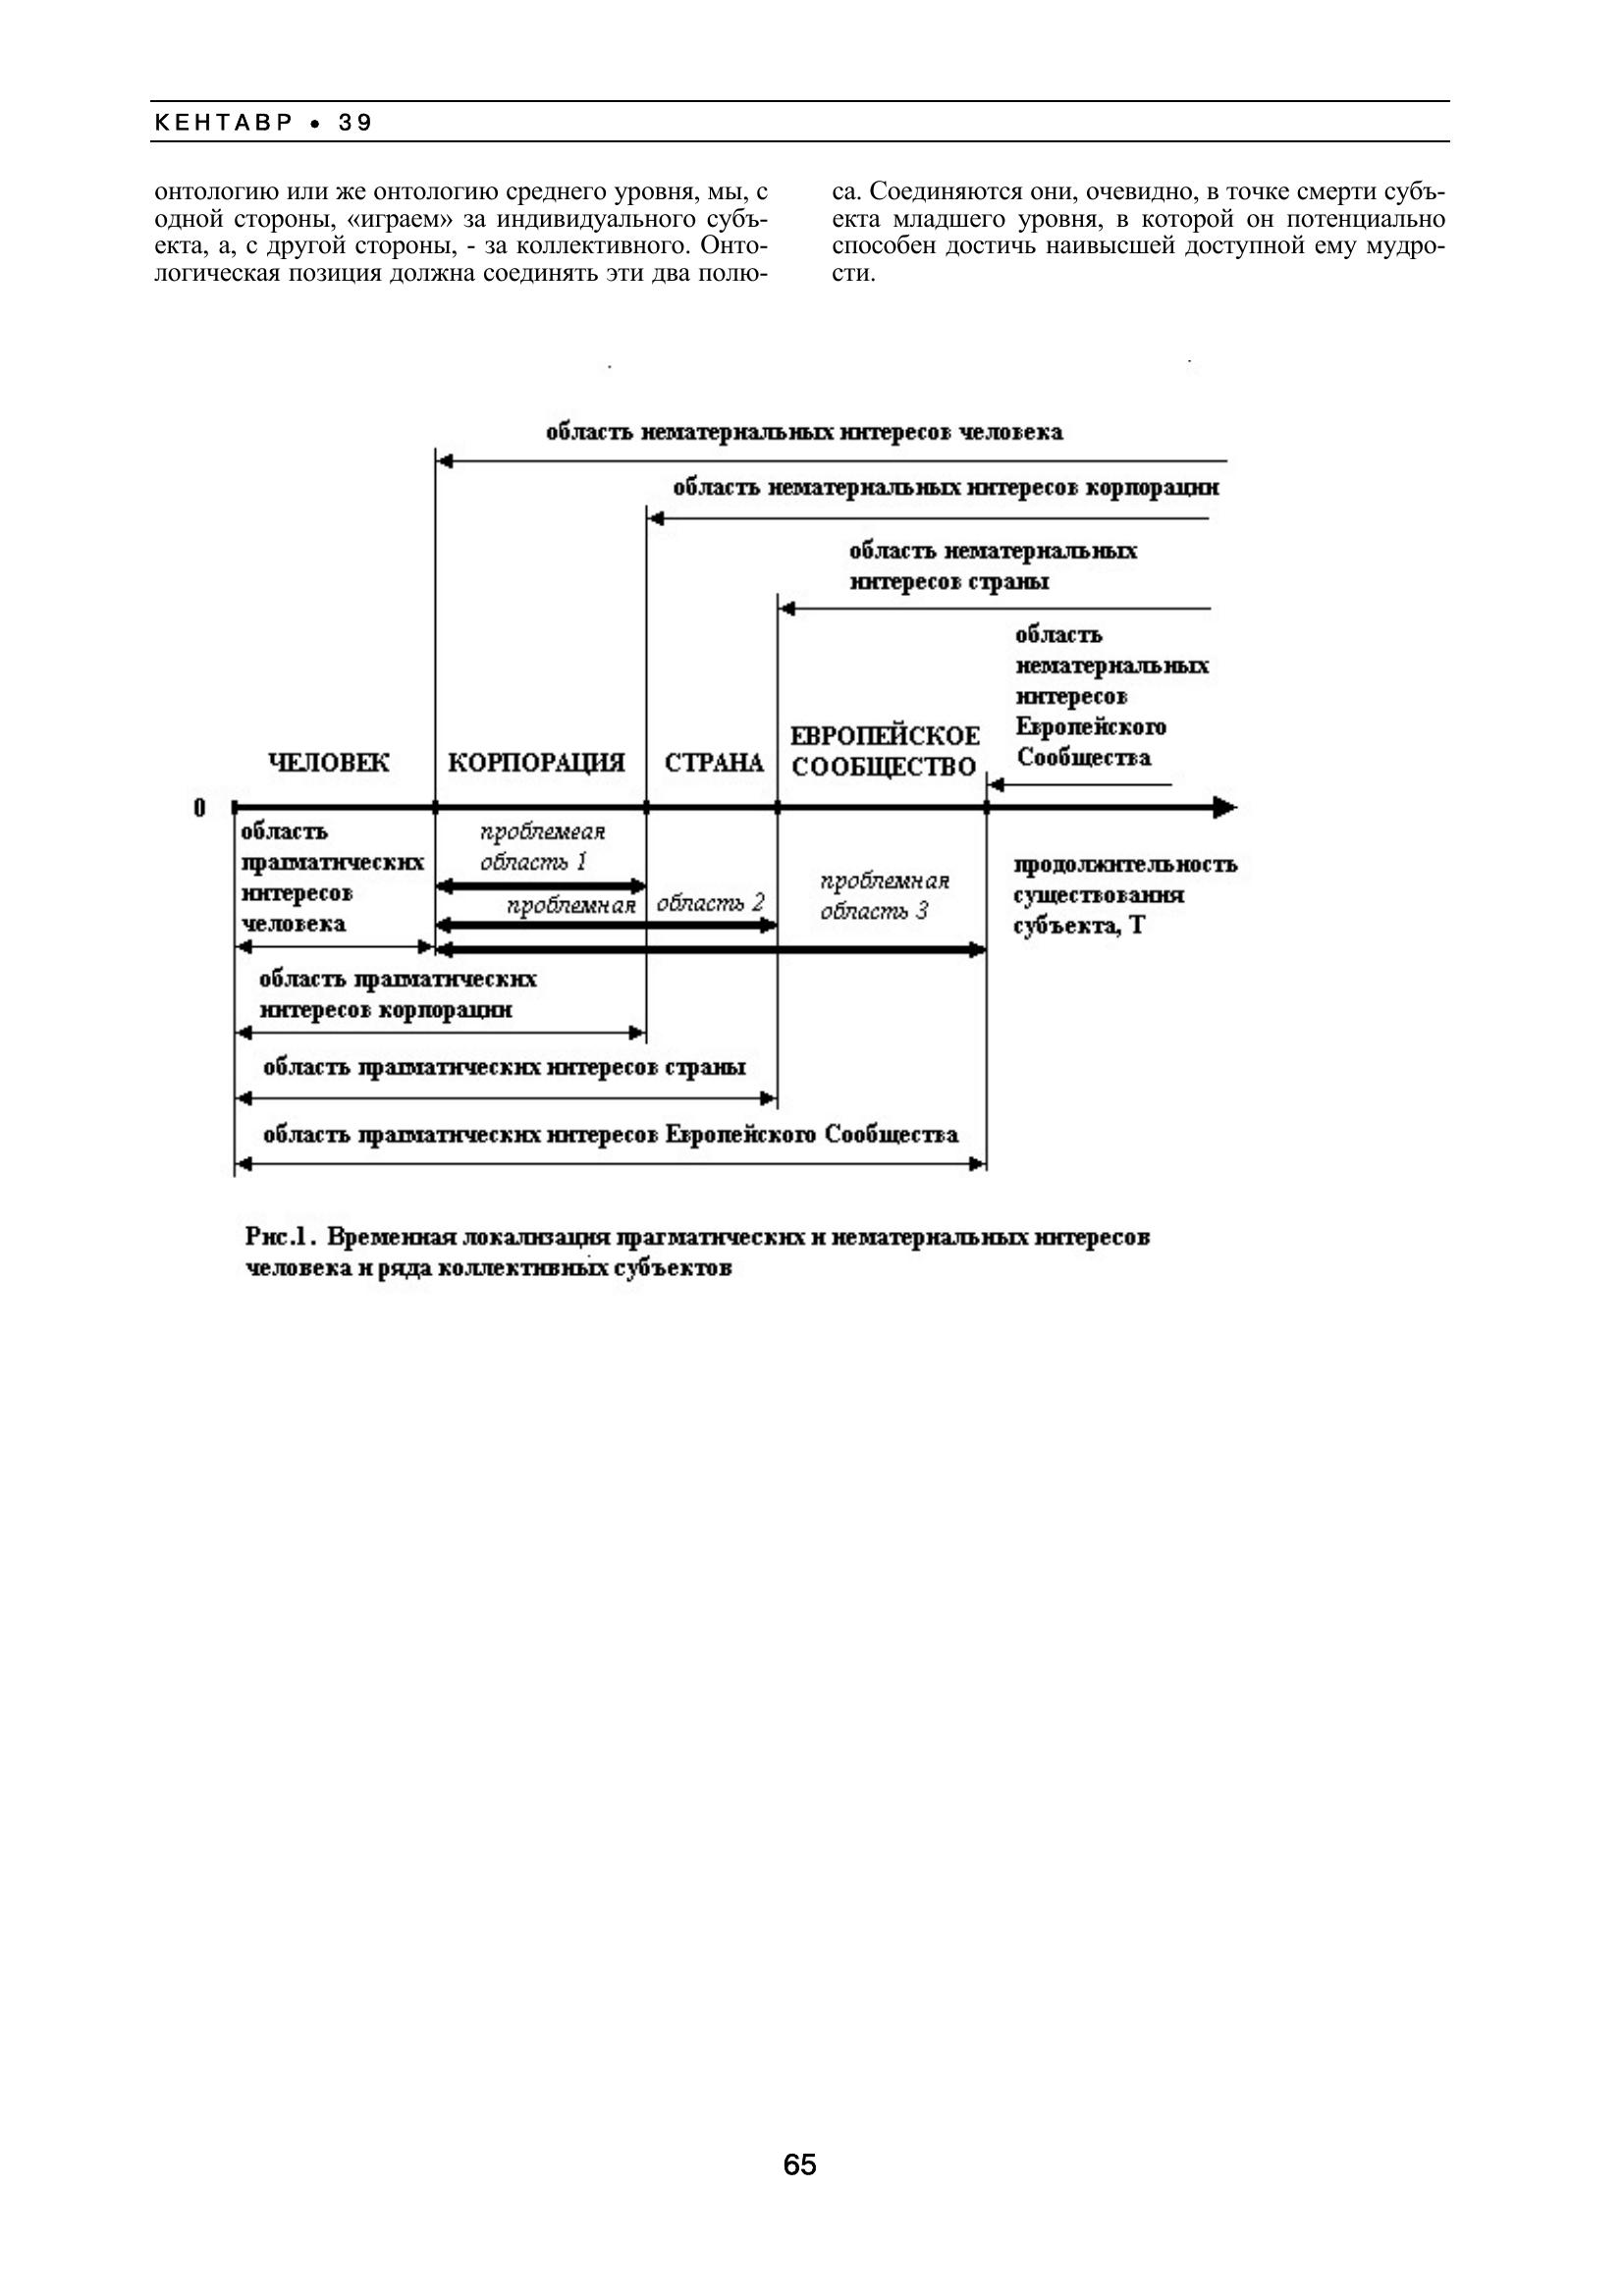 КЕНТАВР • 39
онтологию или же онтологию среднего уровня, мы, с
одной стороны, «играем» за индивидуального субъ-
екта, а, с другой стороны, - за коллективного. Онто-
логическая позиция должна соединять эти два полю-
са. Соединяются они, очевидно, в точке смерти субъ-
екта младшего уровня, в которой он потенциально
способен достичь наивысшей доступной ему мудро-
сти.
область нематериальных интересов человека
область нематериальных интересов корпорации
область нематериальных
интересов страны
область
нематериальных
интересов
Европейского
Сообщества
ЧЕЛОВЕК
КОРПОРАЦИЯ
СТРАНА
ЕВРОПЕЙСКОЕ
СООБЩЕСТВО
0
область
прагматических
интересов
человека
проблемеая
область 1
проблемная область 2
проблемная
область 3
продолжительность
существования
субъекта, Т
область прагматических
интересов корпорации
область прагматических интересов страны
область прагматических интересов Европейского Сообщества
Рис.1. Временная локализация прагматических и нематериальных интересов
человека и ряда коллективных субъектов
65